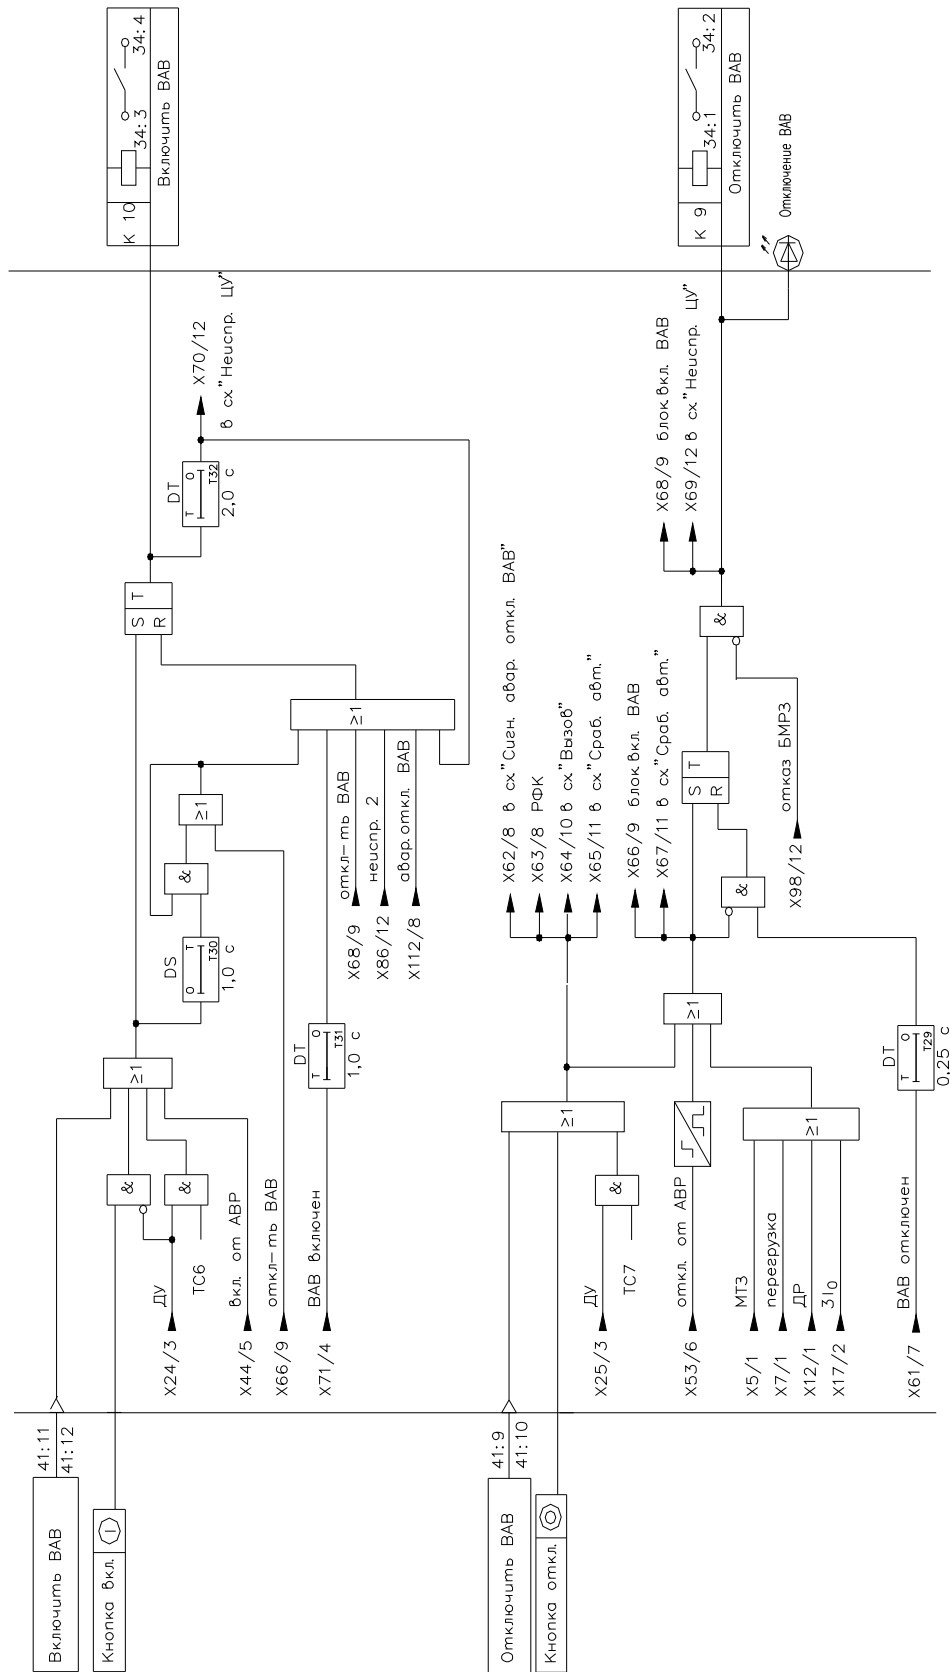 Включить ВАВ
41:11
41:12
Кнопка вкл.
I
ДУ
X24/3
ТС6
&
&
≥1
вкл. от АВР
X44/5
откл-ть ВАВ
X66/9
ВАВ включен
X71/4
DS
O T
T30
1,0 с
&
≥1
DT
T O
T31
1,0 с
откл-ть ВАВ
X68/9
неиспр. 2
X86/12
авар.откл. ВАВ
X112/8
≥1
S T
R
DT
T O
T32
2,0 с
X70/12
в сх."Неиспр. ЦУ"
К 10
34:3
34:4
Включить ВАВ
Отключить ВАВ
41:9
41:10
Кнопка откл.
ДУ
X25/3
ТС7
&
≥1
откл. от АВР
X53/6
МТЗ
X5/1
перегрузка
X7/1
ДР
X12/1
3I0
X17/2
≥1
≥1
ВАВ отключен
X61/7
DT
T O
T29
0,25 с
X62/8 в сх."Сигн. авар. откл. ВАВ"
X63/8 РФК
X64/10 в сх."Вызов"
X65/11 в сх."Сраб. авт."
X66/9 блок.вкл. ВАВ
X67/11 в сх."Сраб. авт."
&
S T
R
отказ БМРЗ
X98/12
&
X68/9 блок.вкл. ВАВ
X69/12 в сх."Неиспр. ЦУ"
К 9
34:1
34:2
Отключить ВАВ
Отключение ВАВ